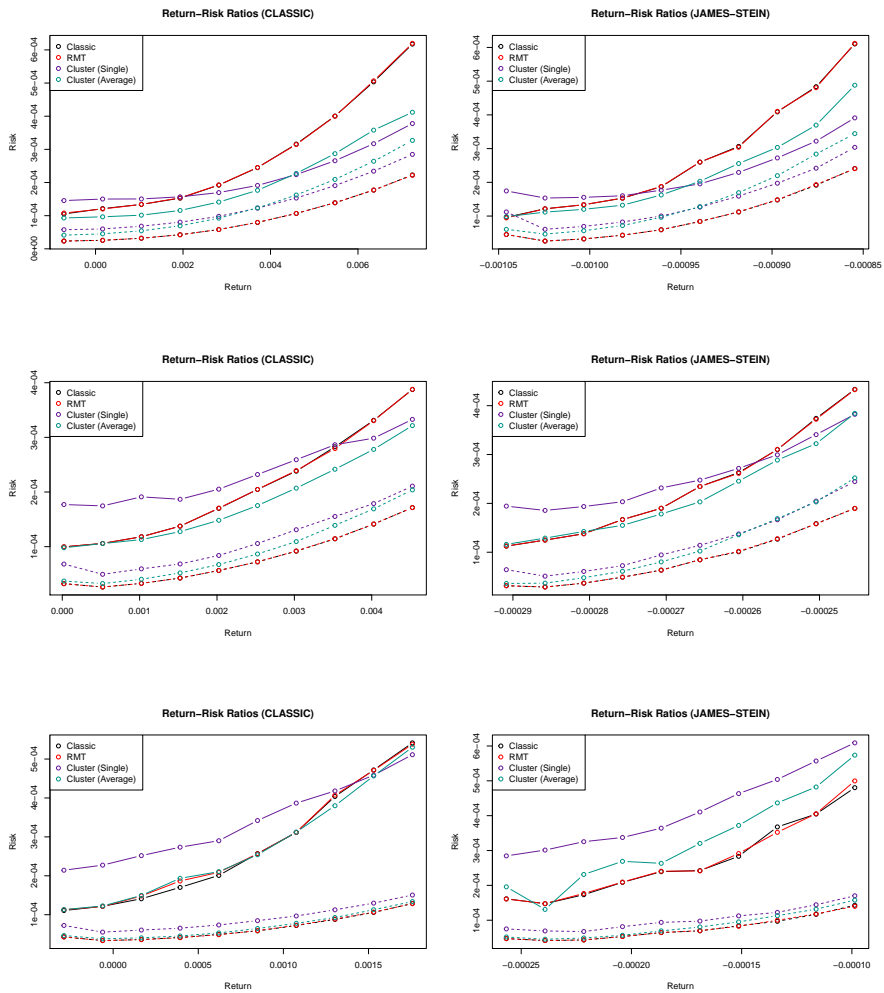 Return−Risk Ratios (CLASSIC)
Classic
RMT
Cluster (Single)
Cluster (Average)
Risk
0e+00 1e−04 2e−04 3e−04 4e−04 5e−04 6e−04
0.000 0.002 0.004 0.006
Return
Return−Risk Ratios (JAMES−STEIN)
Classic
RMT
Cluster (Single)
Cluster (Average)
Risk
1e−04 2e−04 3e−04 4e−04 5e−04 6e−04
−0.00105 −0.00100 −0.00095 −0.00090 −0.00085
Return
Return−Risk Ratios (CLASSIC)
Classic
RMT
Cluster (Single)
Cluster (Average)
Risk
1e−04 2e−04 3e−04 4e−04
0.000 0.001 0.002 0.003 0.004
Return
Return−Risk Ratios (JAMES−STEIN)
Classic
RMT
Cluster (Single)
Cluster (Average)
Risk
1e−04 2e−04 3e−04 4e−04
−0.00029 −0.00028 −0.00027 −0.00026 −0.00025
Return
Return−Risk Ratios (CLASSIC)
Classic
RMT
Cluster (Single)
Cluster (Average)
Risk
1e−04 2e−04 3e−04 4e−04 5e−04
0.0000 0.0005 0.0010 0.0015
Return
Return−Risk Ratios (JAMES−STEIN)
Classic
RMT
Cluster (Single)
Cluster (Average)
Risk
1e−04 2e−04 3e−04 4e−04 5e−04 6e−04
−0.00025 −0.00020 −0.00015 −0.00010
Return